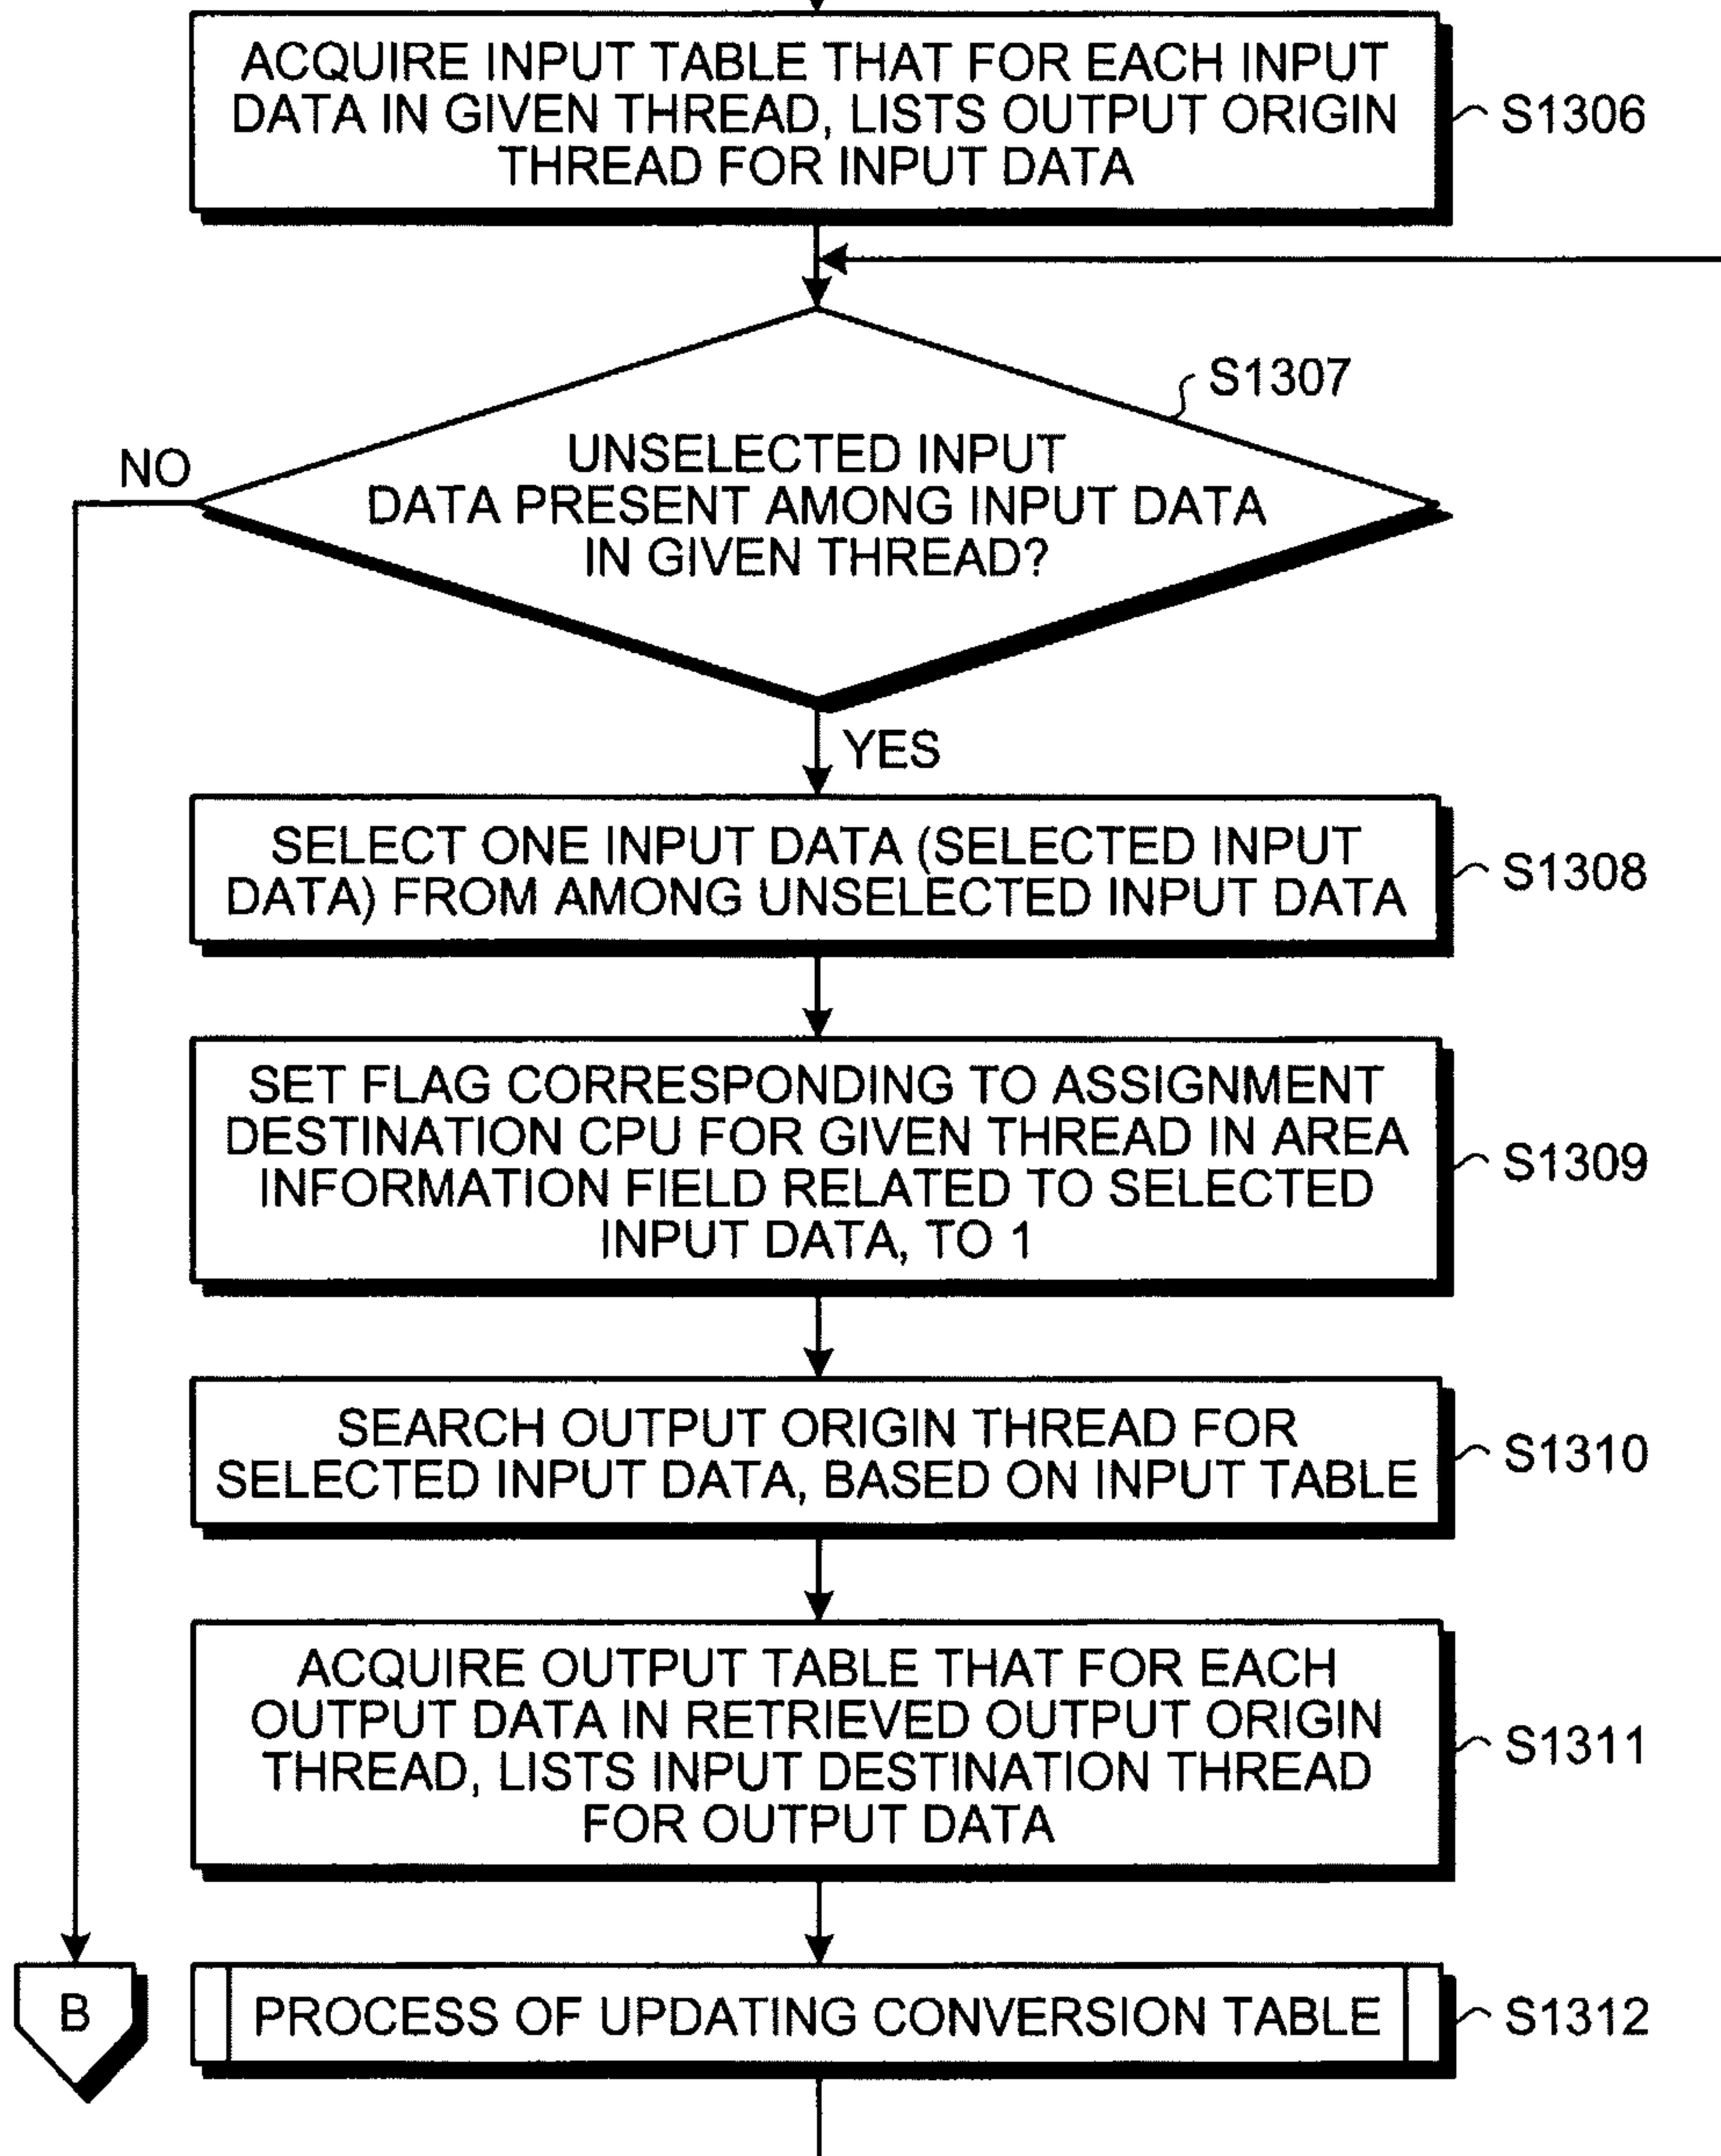 ACQUIRE INPUT TABLE THAT FOR EACH INPUT
DATA IN GIVEN THREAD, LISTS OUTPUT ORIGIN
THREAD FOR INPUT DATA
S1306
S1307
NO
UNSELECTED INPUT
DATA PRESENT AMONG INPUT DATA
IN GIVEN THREAD?
YES
SELECT ONE INPUT DATA (SELECTED INPUT
DATA) FROM AMONG UNSELECTED INPUT DATA
S1308
SET FLAG CORRESPONDING TO ASSIGNMENT
DESTINATION CPU FOR GIVEN THREAD IN AREA
INFORMATION FIELD RELATED TO SELECTED
INPUT DATA, TO 1
S1309
SEARCH OUTPUT ORIGIN THREAD FOR
SELECTED INPUT DATA, BASED ON INPUT TABLE
S1310
ACQUIRE OUTPUT TABLE THAT FOR EACH
OUTPUT DATA IN RETRIEVED OUTPUT ORIGIN
THREAD, LISTS INPUT DESTINATION THREAD
FOR OUTPUT DATA
S1311
B
PROCESS OF UPDATING CONVERSION TABLE
S1312